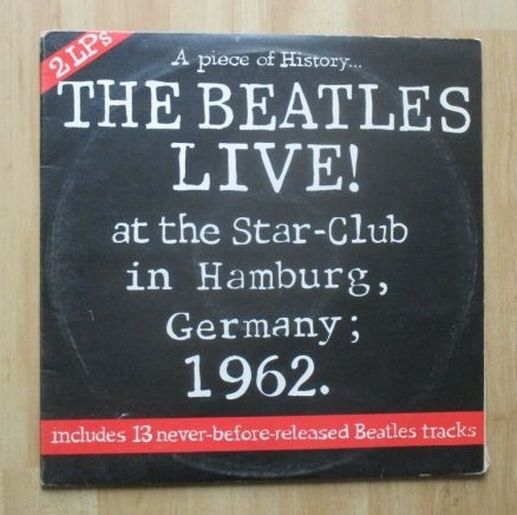 2 LPs
A piece of History...
THE BEATLES
LIVE!
at the Star-Club
in Hamburg,
Germany;
1962.
includes 13 never-before-released Beatles tracks